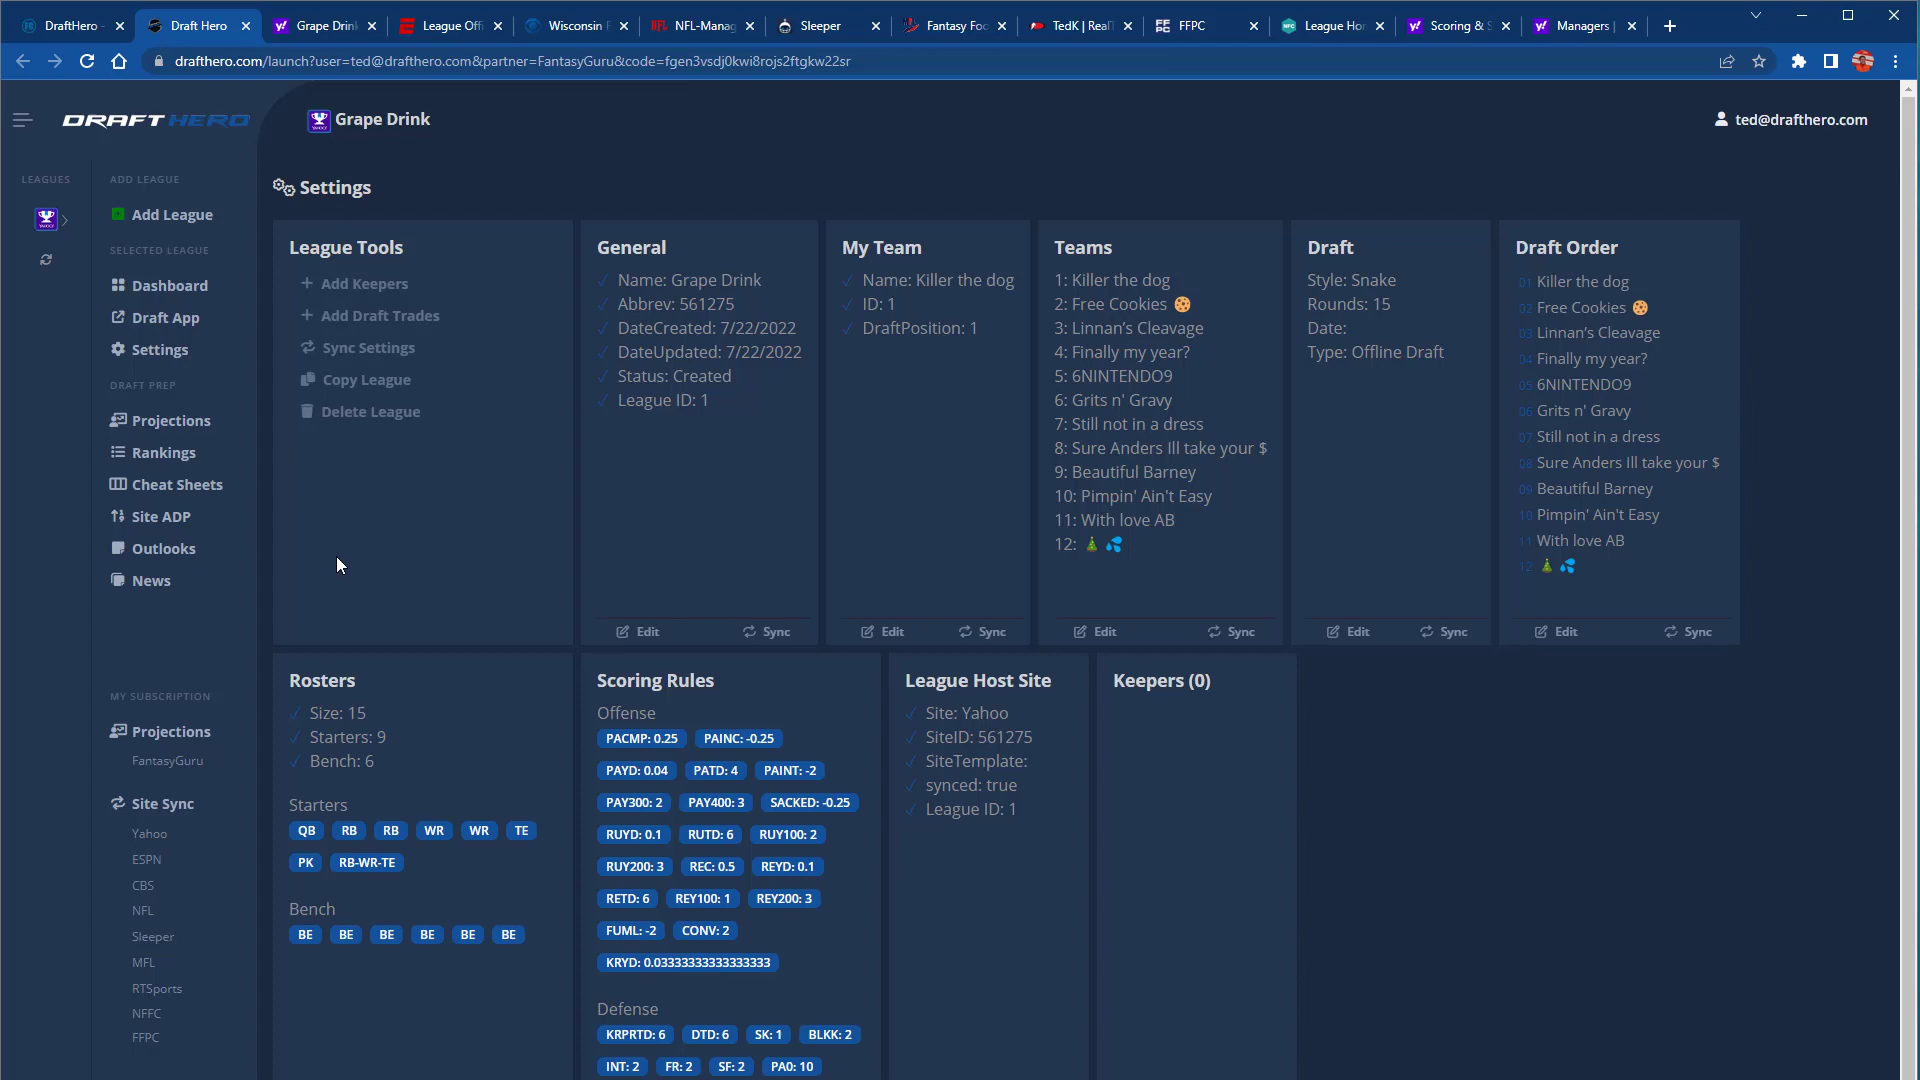 DraftHero -
Draft Hero
Grape Drink
League Offi
Wisconsin F
NFL-Manag
Sleeper
Fantasy Foo
TedK | RealT
FFPC
League Hor
Scoring & S
Managers |
drafthero.com/launch?user=ted@drafthero.com&partner=FantasyGuru&code=fgen3vsdj0kwi8rojs2ftgkw22sr
DRAFTHERO
Grape Drink
ted@drafthero.com
LEAGUES
ADD LEAGUE
Add League
SELECTED LEAGUE
Dashboard
Draft App
Settings
DRAFT PREP
Projections
Rankings
Cheat Sheets
Site ADP
Outlooks
News
MY SUBSCRIPTION
Projections
FantasyGuru
Site Sync
Yahoo
ESPN
CBS
NFL
Sleeper
MFL
RTSports
NFFC
FFPC
Settings
League Tools
Add Keepers
Add Draft Trades
Sync Settings
Copy League
Delete League
General
Name: Grape Drink
Abbrev: 561275
DateCreated: 7/22/2022
DateUpdated: 7/22/2022
Status: Created
League ID: 1
Edit Sync
My Team
Name: Killer the dog
ID: 1
DraftPosition: 1
Edit Sync
Teams
1: Killer the dog
2: Free Cookies 🍪
3: Linnan’s Cleavage
4: Finally my year?
5: 6NINTENDO9
6: Grits n' Gravy
7: Still not in a dress
8: Sure Anders Ill take your $
9: Beautiful Barney
10: Pimpin' Ain't Easy
11: With love AB
12: 🎄 💦
Edit Sync
Draft
Style: Snake
Rounds: 15
Date:
Type: Offline Draft
Edit Sync
Draft Order
01 Killer the dog
02 Free Cookies 🍪
03 Linnan’s Cleavage
04 Finally my year?
05 6NINTENDO9
06 Grits n' Gravy
07 Still not in a dress
08 Sure Anders Ill take your $
09 Beautiful Barney
10 Pimpin' Ain't Easy
11 With love AB
12 🎄 💦
Edit Sync
Rosters
Size: 15
Starters: 9
Bench: 6
Starters
QB RB RB WR WR TE
PK RB-WR-TE
Bench
BE BE BE BE BE BE
Scoring Rules
Offense
PACMP: 0.25 PAINC: -0.25
PAYD: 0.04 PATD: 4 PAINT: -2
PAY300: 2 PAY400: 3 SACKED: -0.25
RUYD: 0.1 RUTD: 6 RUY100: 2
RUY200: 3 REC: 0.5 REYD: 0.1
RETD: 6 REY100: 1 REY200: 3
FUML: -2 CONV: 2
KRYD: 0.03333333333333333
Defense
KRPRTD: 6 DTD: 6 SK: 1 BLKK: 2
INT: 2 FR: 2 SF: 2 PA0: 10
League Host Site
Site: Yahoo
SiteID: 561275
SiteTemplate:
synced: true
League ID: 1
Keepers (0)